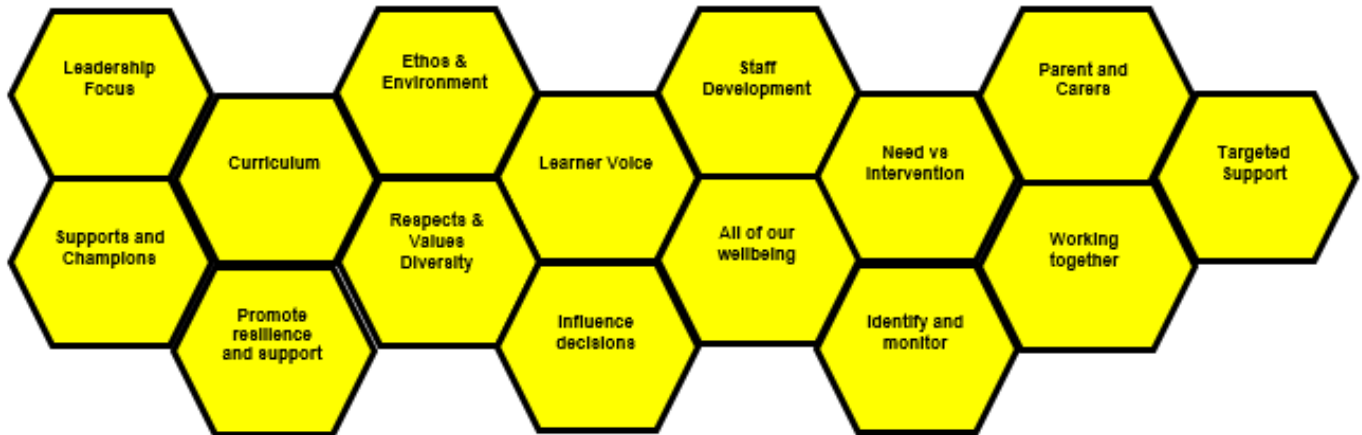 Leadership
Focus
Supports and
Champions
Curriculum
Promote
resilience
and support
Ethos &
Environment
Respects &
Values
Diversity
Learner Voice
Influence
decisions
Staff
Development
All of our
wellbeing
Need vs
Intervention
Identify and
monitor
Parent and
Carers
Working
together
Targeted
Support